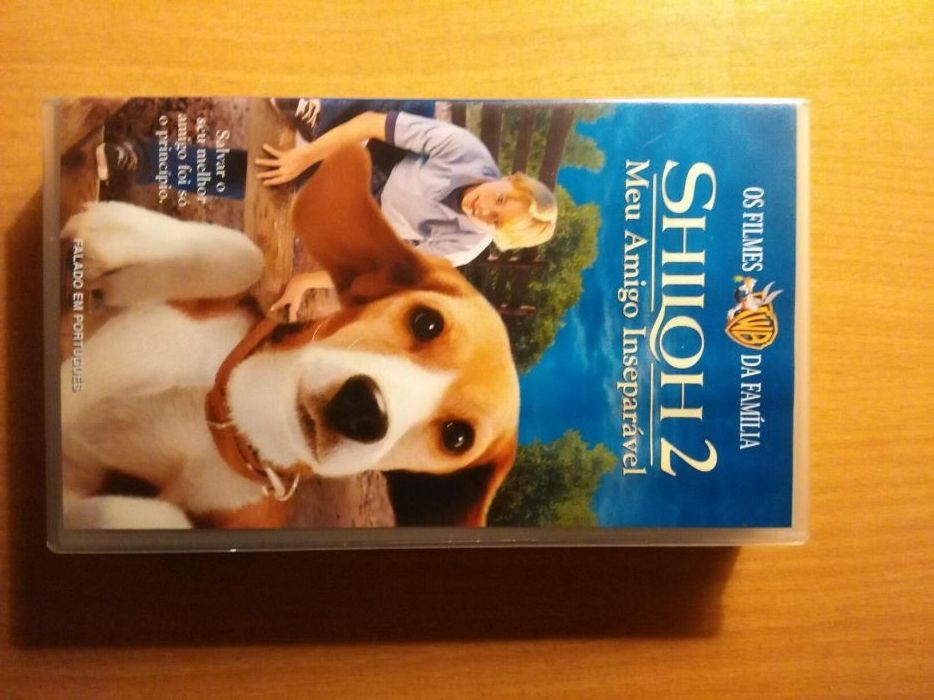 OS FILMES WB DA FAMÍLIA
SHILOH 2
Meu Amigo Inseparável
Salvar o
seu melhor
amigo foi só
o princípio.
FALADO EM PORTUGUÊS